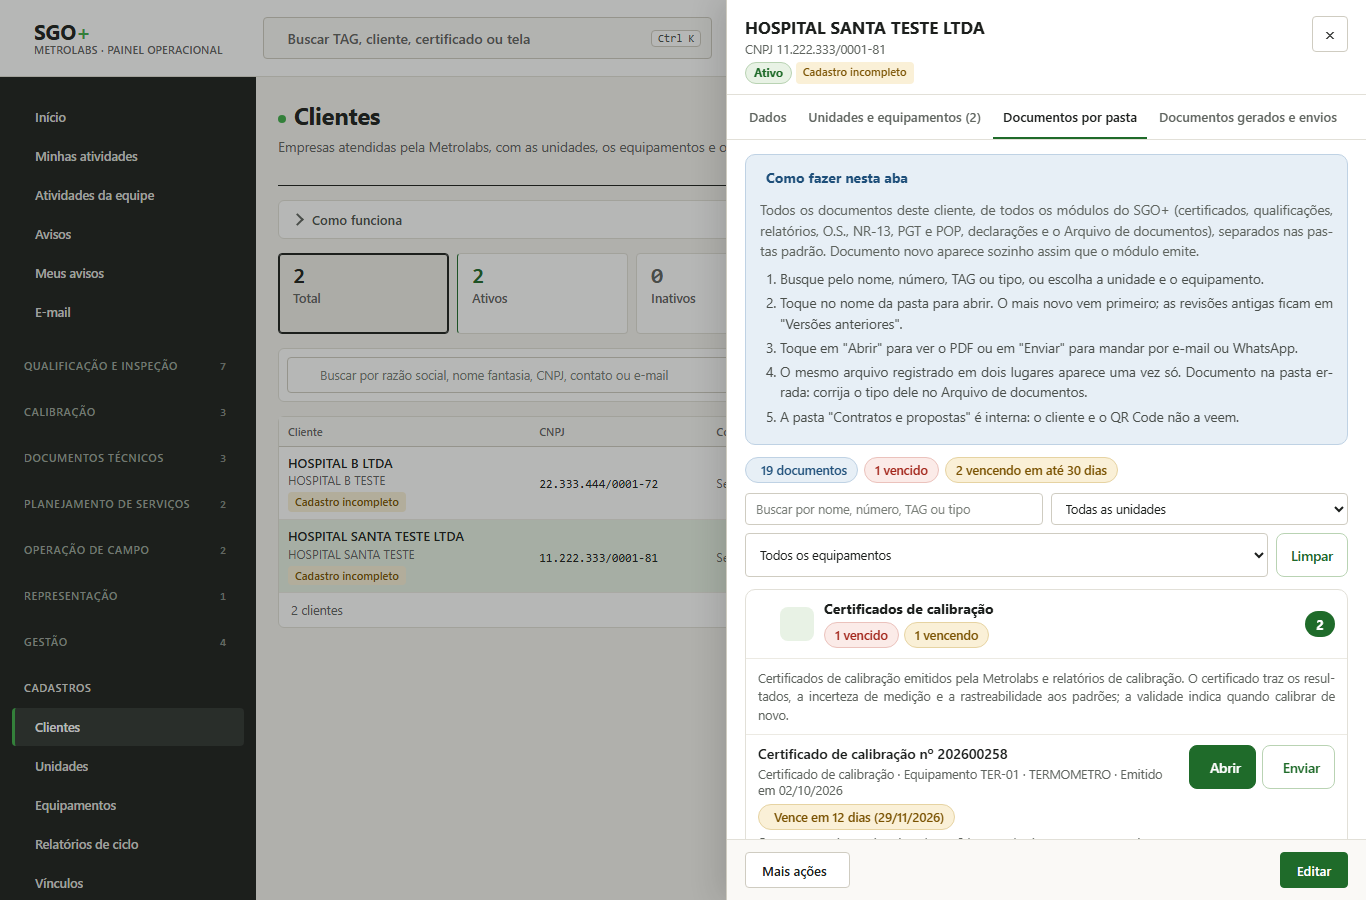 SGO+
METROLABS · PAINEL OPERACIONAL
Buscar TAG, cliente, certificado ou tela
Ctrl K
Início
Minhas atividades
Atividades da equipe
Avisos
Meus avisos
E-mail
QUALIFICAÇÃO E INSPEÇÃO 7
CALIBRAÇÃO 3
DOCUMENTOS TÉCNICOS 3
PLANEJAMENTO DE SERVIÇOS 2
OPERAÇÃO DE CAMPO 2
REPRESENTAÇÃO 1
GESTÃO 4
CADASTROS
Clientes
Unidades
Equipamentos
Relatórios de ciclo
Vínculos
Clientes
Empresas atendidas pela Metrolabs, com as unidades, os equipamentos e o
Como funciona
2
Total
2
Ativos
0
Inativos
Buscar por razão social, nome fantasia, CNPJ, contato ou e-mail
Cliente CNPJ
HOSPITAL B LTDA
HOSPITAL B TESTE
Cadastro incompleto
22.333.444/0001-72
HOSPITAL SANTA TESTE LTDA
HOSPITAL SANTA TESTE
Cadastro incompleto
11.222.333/0001-81
2 clientes
HOSPITAL SANTA TESTE LTDA
CNPJ 11.222.333/0001-81
Ativo Cadastro incompleto
×
Dados Unidades e equipamentos (2) Documentos por pasta Documentos gerados e envios
Como fazer nesta aba
Todos os documentos deste cliente, de todos os módulos do SGO+ (certificados, qualificações,
relatórios, O.S., NR-13, PGT e POP, declarações e o Arquivo de documentos), separados nas pas-
tas padrão. Documento novo aparece sozinho assim que o módulo emite.
1. Busque pelo nome, número, TAG ou tipo, ou escolha a unidade e o equipamento.
2. Toque no nome da pasta para abrir. O mais novo vem primeiro; as revisões antigas ficam em
"Versões anteriores".
3. Toque em "Abrir" para ver o PDF ou em "Enviar" para mandar por e-mail ou WhatsApp.
4. O mesmo arquivo registrado em dois lugares aparece uma vez só. Documento na pasta er-
rada: corrija o tipo dele no Arquivo de documentos.
5. A pasta "Contratos e propostas" é interna: o cliente e o QR Code não a veem.
19 documentos 1 vencido 2 vencendo em até 30 dias
Buscar por nome, número, TAG ou tipo
Todas as unidades
Todos os equipamentos
Limpar
Certificados de calibração
1 vencido 1 vencendo
2
Certificados de calibração emitidos pela Metrolabs e relatórios de calibração. O certificado traz os resul-
tados, a incerteza de medição e a rastreabilidade aos padrões; a validade indica quando calibrar de
novo.
Certificado de calibração nº 202600258
Certificado de calibração · Equipamento TER-01 · TERMOMETRO · Emitido
em 02/10/2026
Vence em 12 dias (29/11/2026)
Abrir
Enviar
Mais ações
Editar